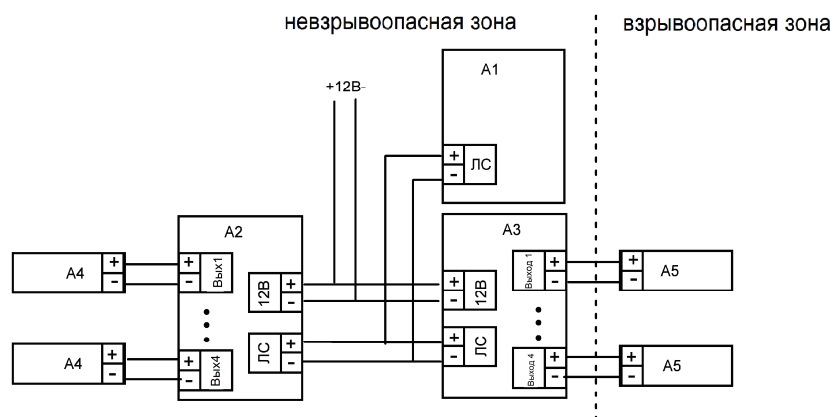 невзрывоопасная зона
взрывоопасная зона
А1
+12В-
+
ЛС
-
А2
А3
А4
+
-
+
-
Вых1
12В
+
-
+
-
12В
Выход 1
+
-
+
-
А5
А4
+
-
+
-
Вых4
ЛС
+
-
+
-
ЛС
Выход 4
+
-
+
-
А5